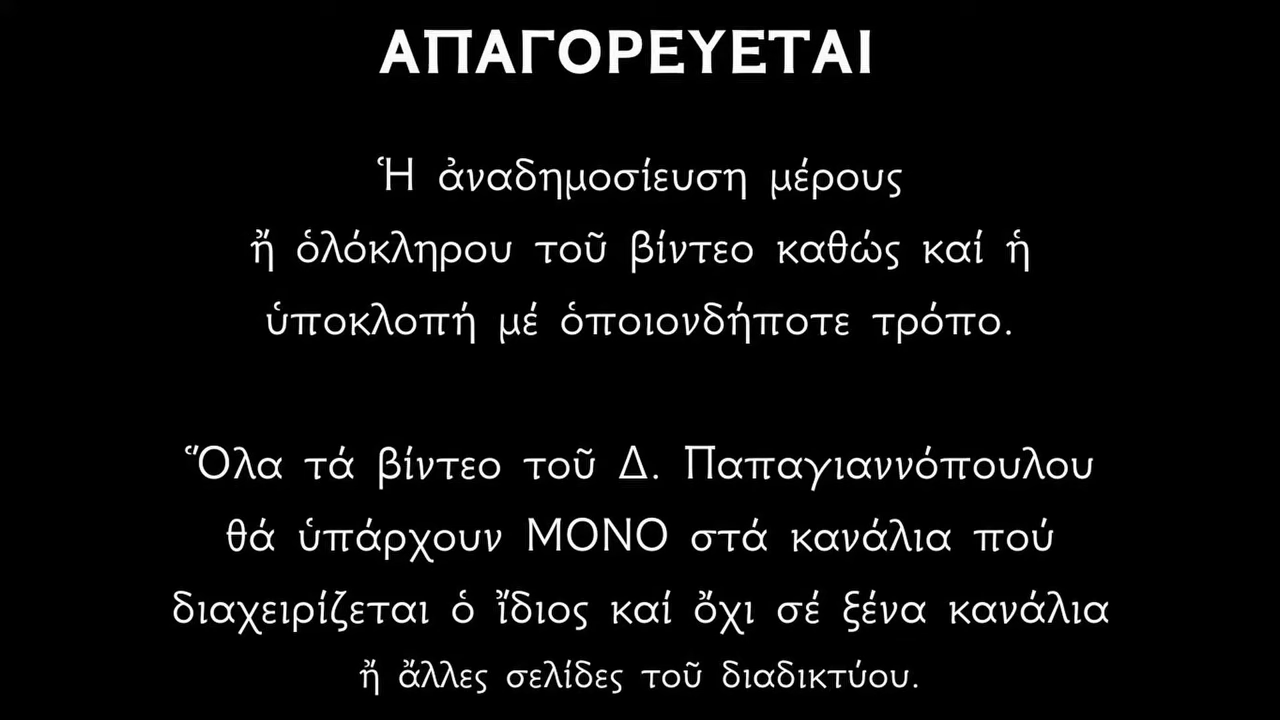 ΑΠΑΓΟΡΕΥΕΤΑΙ
Ἡ ἀναδημοσίευση μέρους
ἤ ὁλόκληρου τοῦ βίντεο καθώς καί ἡ
ὑποκλοπή μέ ὁποιονδήποτε τρόπο.
Ὅλα τά βίντεο τοῦ Δ. Παπαγιαννόπουλου
θά ὑπάρχουν ΜΟΝΟ στά κανάλια πού
διαχειρίζεται ὁ ἴδιος καί ὄχι σέ ξένα κανάλια
ἤ ἄλλες σελίδες τοῦ διαδικτύου.